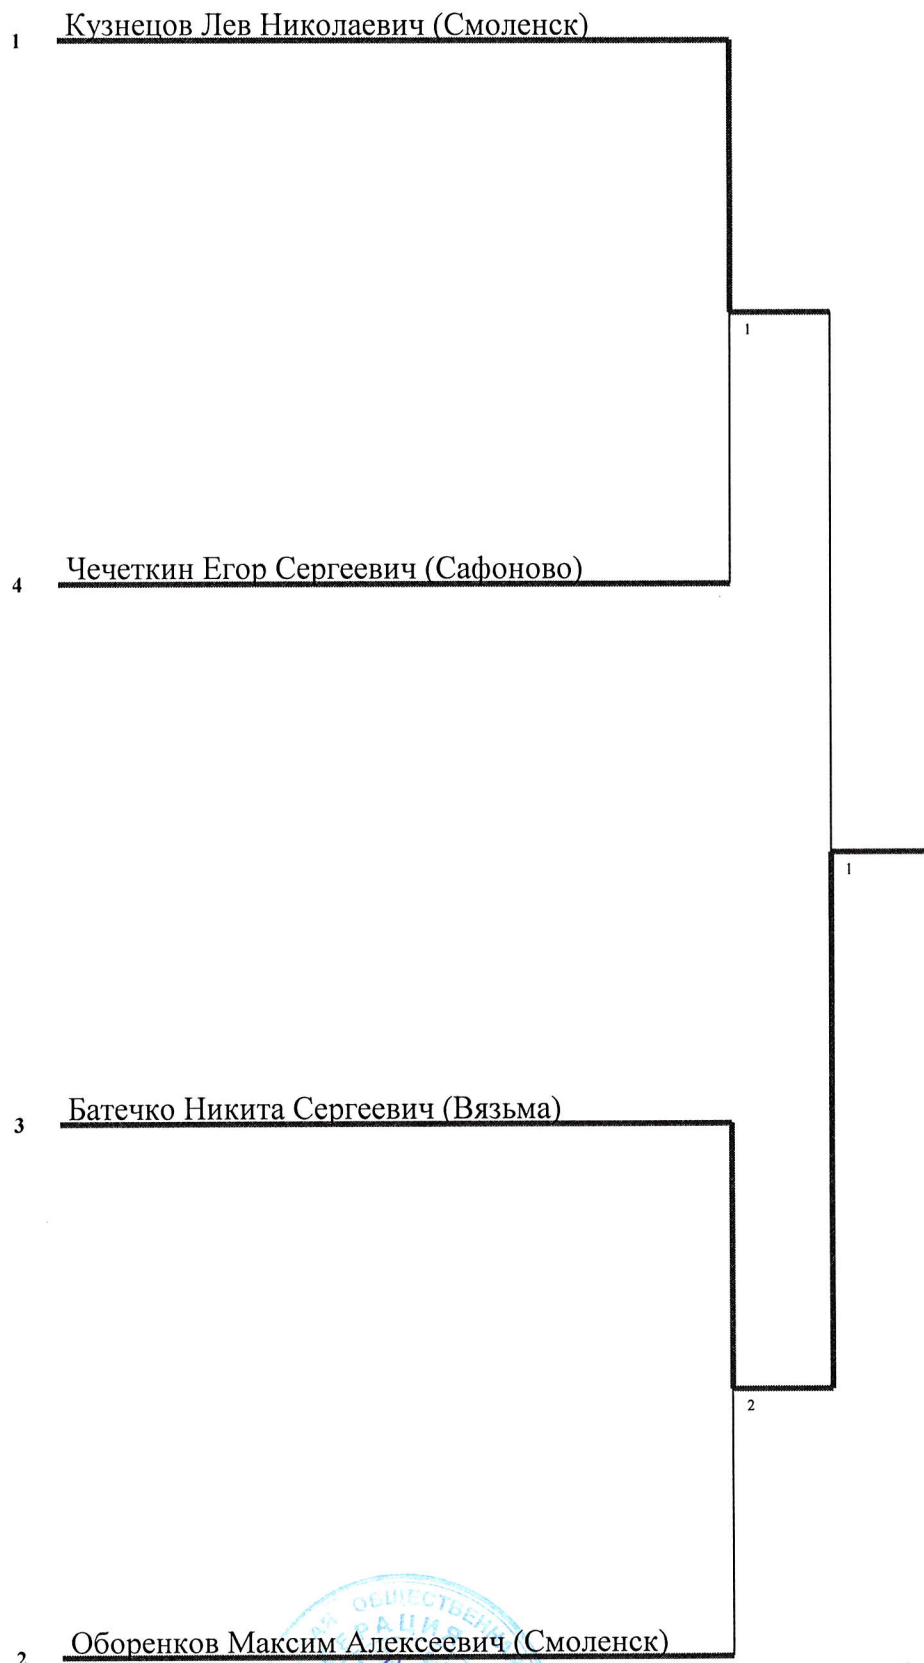 1 Кузнецов Лев Николаевич (Смоленск)
1
4 Чечеткин Егор Сергеевич (Сафоново)
1
3 Батечко Никита Сергеевич (Вязьма)
2
ОБЩЕСТВЕНН
2 Оборенков Максим Алексеевич (Смоленск)